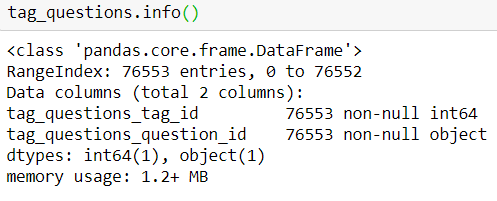 tag_questions.info()
<class 'pandas.core.frame.DataFrame'>
RangeIndex: 76553 entries, 0 to 76552
Data columns (total 2 columns):
tag_questions_tag_id         76553 non-null int64
tag_questions_question_id    76553 non-null object
dtypes: int64(1), object(1)
memory usage: 1.2+ MB